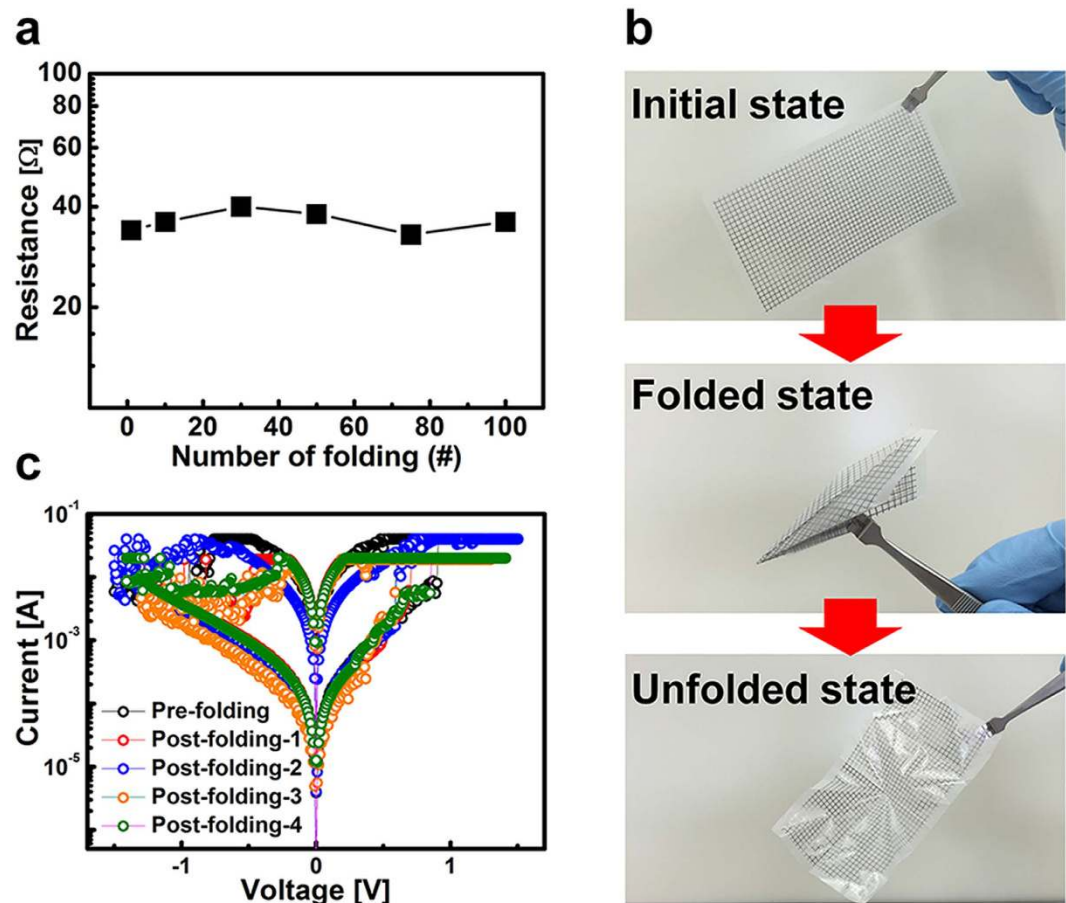 a
100
80
60
40
20
Resistance [Ω]
0 20 40 60 80 100
Number of folding (#)
b
Initial state
Folded state
Unfolded state
c
10-1
10-3
10-5
Current [A]
Pre-folding
Post-folding-1
Post-folding-2
Post-folding-3
Post-folding-4
-1 0 1
Voltage [V]